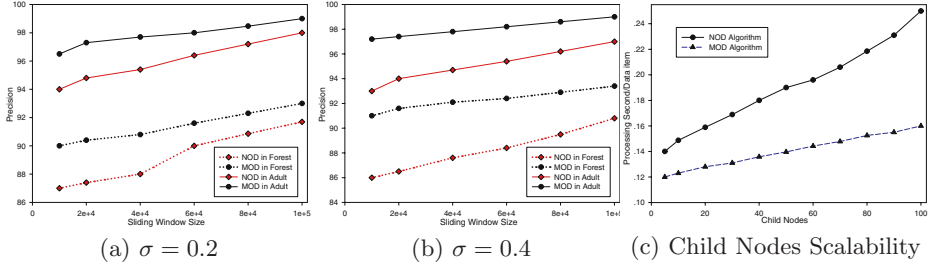 100
98
96
94
92
90
88
86
Precision
0 2e+4 4e+4 6e+4 8e+4 1e+5
Sliding Window Size
NOD in Forest
MOD in Forest
NOD in Adult
MOD in Adult
(a) σ = 0.2
100
98
96
94
92
90
88
86
84
Precision
0 2e+4 4e+4 6e+4 8e+4 1e+5
Sliding Window Size
NOD in Forest
MOD in Forest
NOD in Adult
MOD in Adult
(b) σ = 0.4
.24
.22
.20
.18
.16
.14
.12
.10
Processing Second/Data item
0 20 40 60 80 100
Child Nodes
NOD Algorithm
MOD Algorithm
(c) Child Nodes Scalability